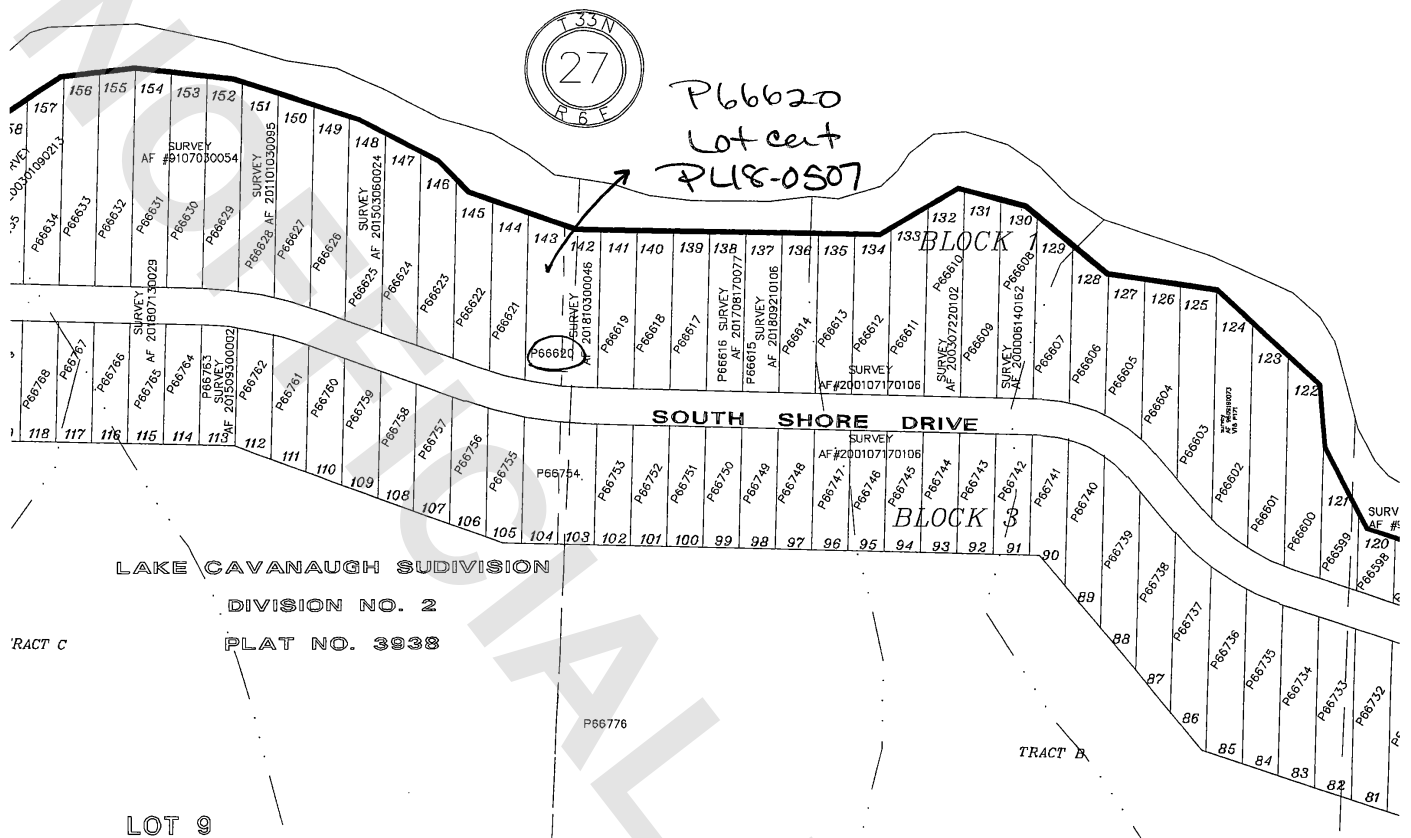 T 33 N
27
R 6 E
P66620
Lot cert
PL18-0507
157 156 155 154 153 152 151 150 149 148 147 146 145 144 143 142 141 140 139 138 137 136 135 134 133 132 131 130 129 128 127 126 125 124 123 122 121 120
BLOCK 1
SURVEY
AF #9107030054
SURVEY
AF 201101030095
SURVEY
AF 201503060024
SURVEY
AF 201810300046
SURVEY
AF 201708170077
SURVEY
AF 201809210106
SURVEY
AF 200307220102
SURVEY
AF 200006140162
SURVEY
AF#200107170106
P66634 P66633 P66632 P66631 P66630 P66629 P66628 P66627 P66626 P66625 P66624 P66623 P66622 P66621 P66620 P66619 P66618 P66617 P66616 P66615 P66614 P66613 P66612 P66611 P66610 P66609 P66608 P66607 P66606 P66605 P66604 P66603 P66602 P66601 P66600 P66599 P66598
SOUTH SHORE DRIVE
SURVEY
AF 201807130029
SURVEY
AF 201509300002
SURVEY
AF#200107170106
P66768 P66767 P66766 P66765 P66764 P66763 P66762 P66761 P66760 P66759 P66758 P66757 P66756 P66755 P66754 P66753 P66752 P66751 P66750 P66749 P66748 P66747 P66746 P66745 P66744 P66743 P66742 P66741 P66740 P66739 P66738 P66737 P66736 P66735 P66734 P66733 P66732
BLOCK 3
118 117 116 115 114 113 112 111 110 109 108 107 106 105 104 103 102 101 100 99 98 97 96 95 94 93 92 91 90 89 88 87 86 85 84 83 82 81
LAKE CAVANAUGH SUDIVISION
DIVISION NO. 2
PLAT NO. 3938
RACT C
P66776
TRACT B
LOT 9